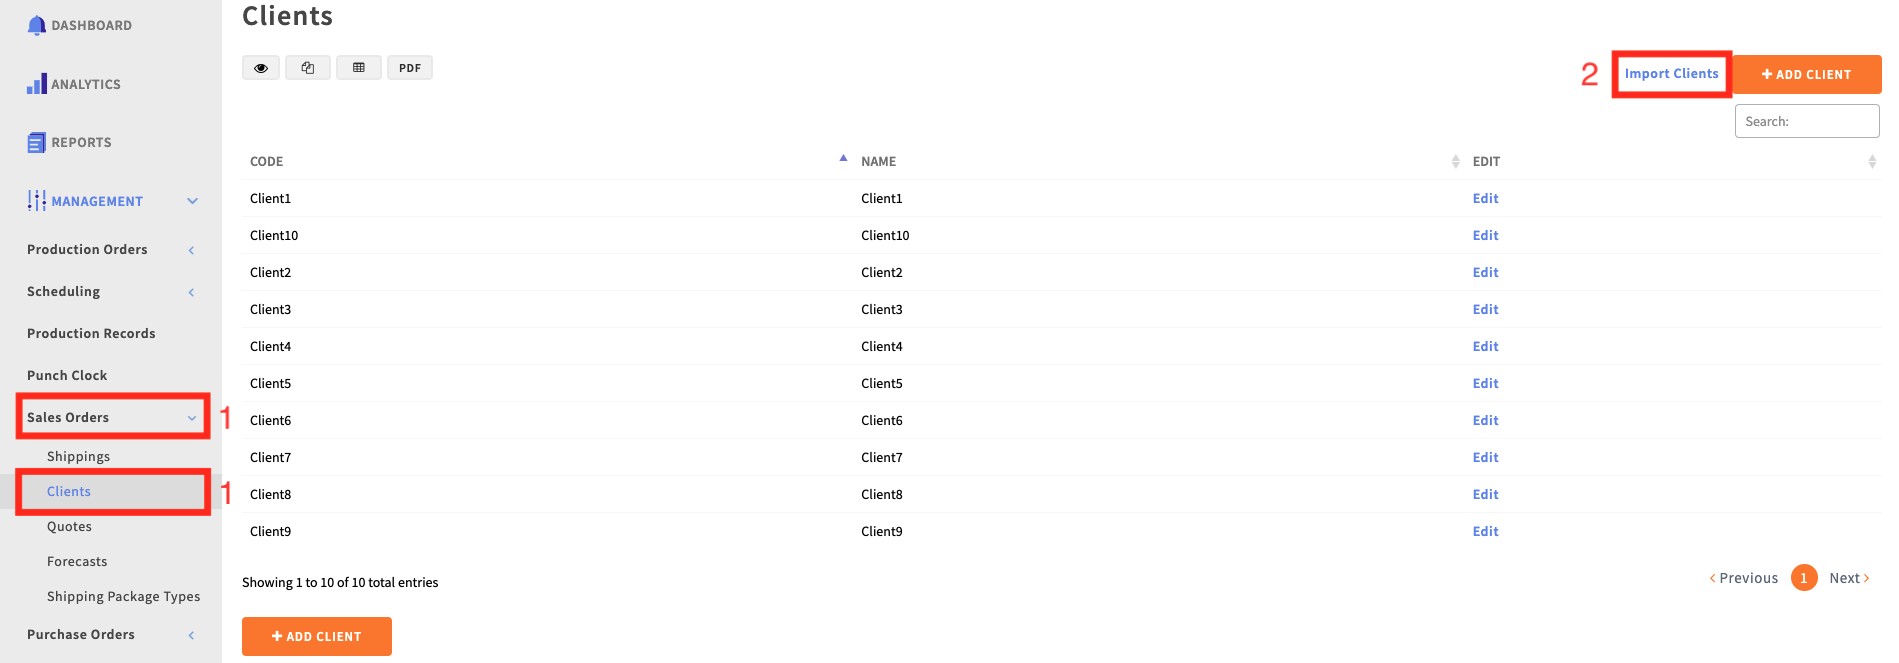 DASHBOARD
ANALYTICS
REPORTS
MANAGEMENT
Production Orders
Scheduling
Production Records
Punch Clock
Sales Orders 1
Shippings
Clients 1
Quotes
Forecasts
Shipping Package Types
Purchase Orders
Clients
PDF
2 Import Clients + ADD CLIENT
Search:
CODE NAME EDIT
Client1 Client1 Edit
Client10 Client10 Edit
Client2 Client2 Edit
Client3 Client3 Edit
Client4 Client4 Edit
Client5 Client5 Edit
Client6 Client6 Edit
Client7 Client7 Edit
Client8 Client8 Edit
Client9 Client9 Edit
Showing 1 to 10 of 10 total entries
Previous 1 Next
+ ADD CLIENT